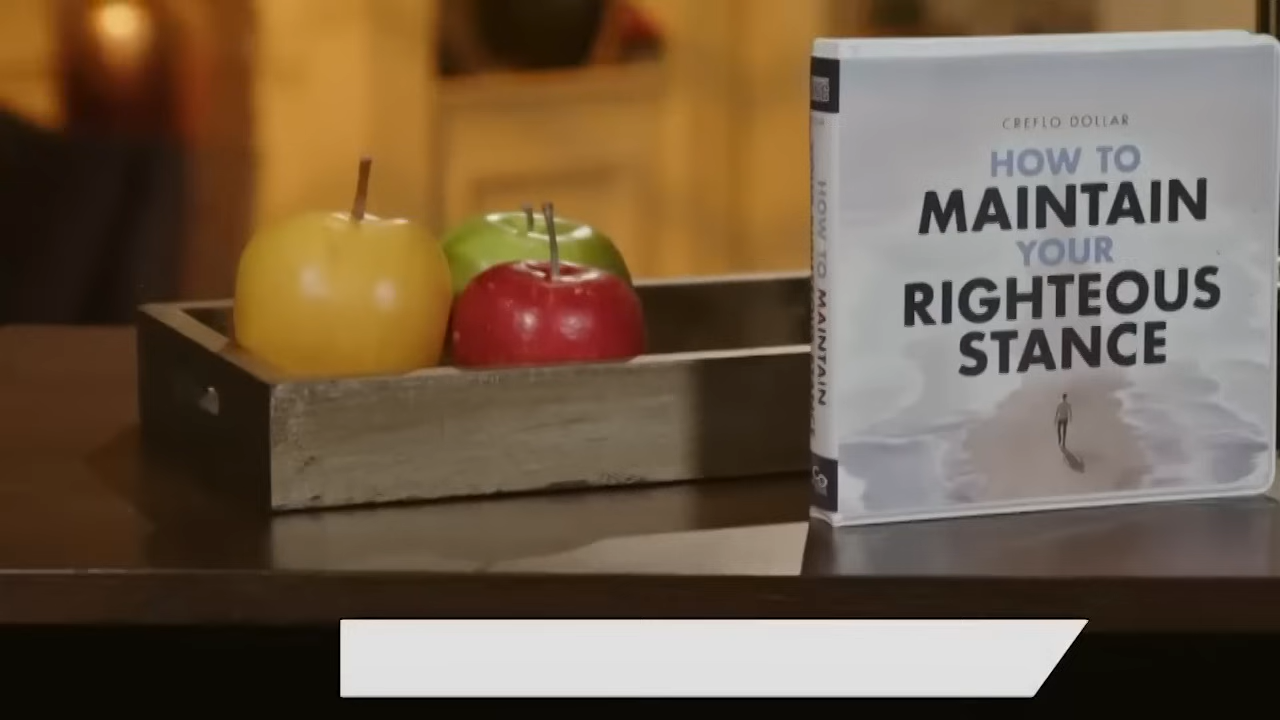 CREFLO DOLLAR
HOW TO
MAINTAIN
YOUR
RIGHTEOUS
STANCE
HOW TO MAINTAIN